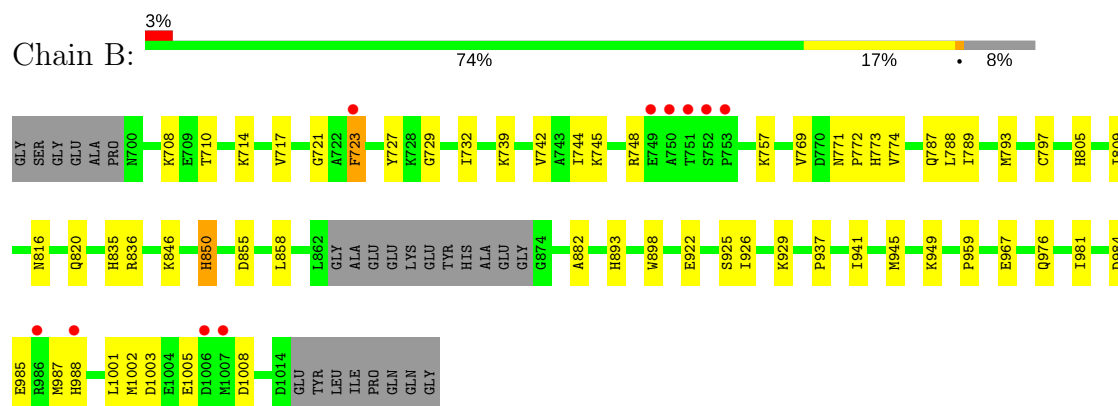 3%
Chain B:
74% 17% • 8%
GLY SER GLY GLU ALA PRO N700 K708 E709 T710 K714 V717 G721 A722 F723 Y727 K728 G729 I732 K739 V742 A743 I744 K745 R748 E749 A750 T751 S752 P753 K757 V769 D770 N771 P772 H773 V774 Q787 L788 I789 M793 C797 H805
N816 Q820 H835 R836 K846 H850 D855 L858 L862 GLY ALA GLU GLU LYS GLU TYR HIS ALA GLU GLY G874 A882 H893 W898 E922 S925 I926 K929 P937 I941 M945 K949 P959 E967 Q976 I981
E985 R986 M987 H988 L1001 M1002 D1003 E1004 E1005 D1006 M1007 D1008 D1014 GLU TYR LEU ILE PRO GLN GLN GLY